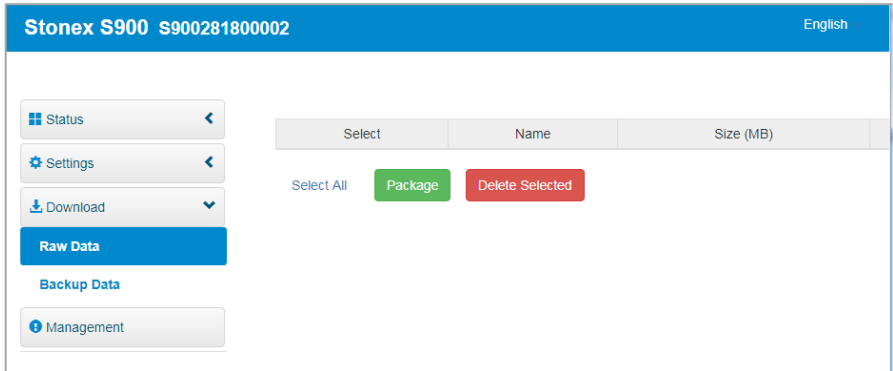 Stonex S900 S900281800002
English
Status
Settings
Download
Raw Data
Backup Data
Management
Select Name Size (MB)
Select All Package Delete Selected